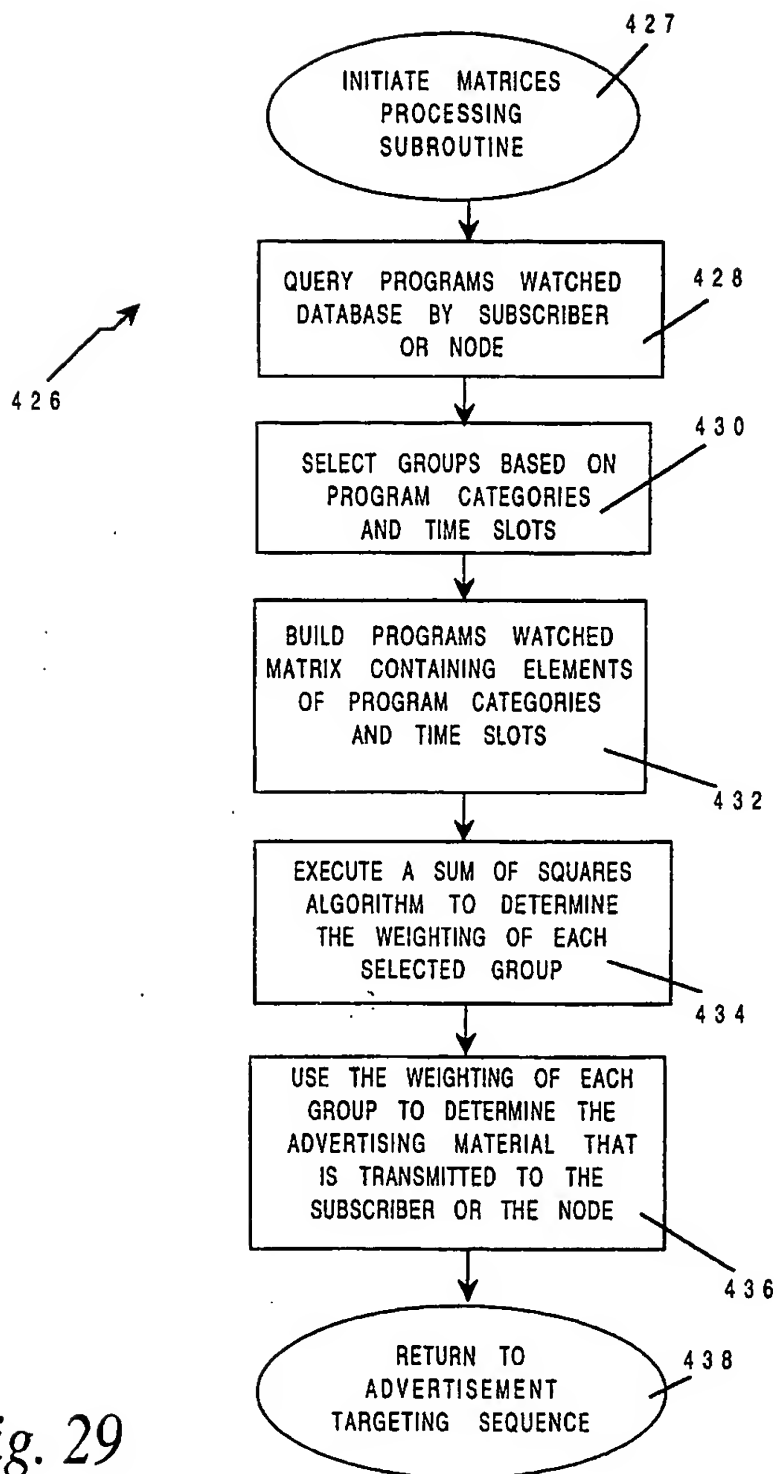 427
INITIATE MATRICES
PROCESSING
SUBROUTINE
428
QUERY PROGRAMS WATCHED
DATABASE BY SUBSCRIBER
OR NODE
426
430
SELECT GROUPS BASED ON
PROGRAM CATEGORIES
AND TIME SLOTS
BUILD PROGRAMS WATCHED
MATRIX CONTAINING ELEMENTS
OF PROGRAM CATEGORIES
AND TIME SLOTS
432
EXECUTE A SUM OF SQUARES
ALGORITHM TO DETERMINE
THE WEIGHTING OF EACH
SELECTED GROUP
434
USE THE WEIGHTING OF EACH
GROUP TO DETERMINE THE
ADVERTISING MATERIAL THAT
IS TRANSMITTED TO THE
SUBSCRIBER OR THE NODE
436
RETURN TO
ADVERTISEMENT
TARGETING SEQUENCE
438
ig. 29